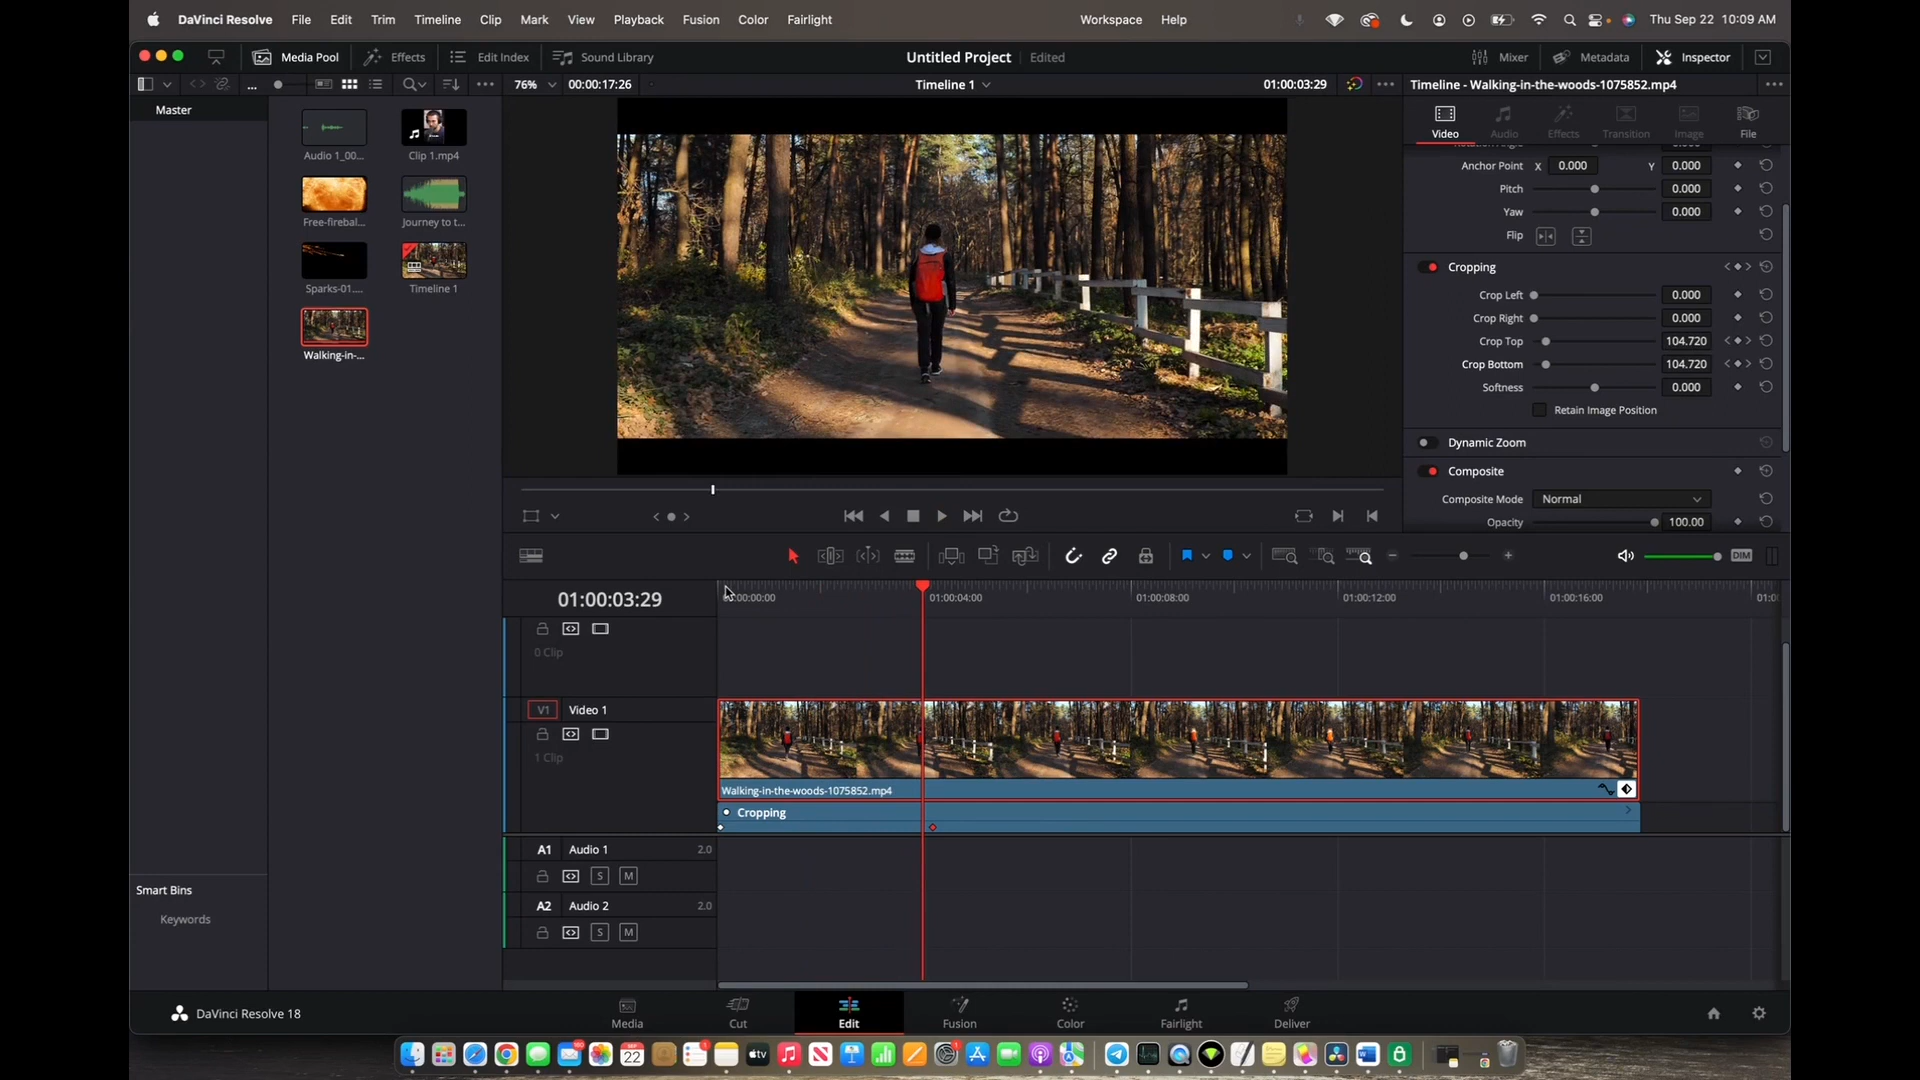 DaVinci Resolve File Edit Trim Timeline Clip Mark View Playback Fusion Color Fairlight Workspace Help Thu Sep 22 10:09 AM
Media Pool Effects Edit Index Sound Library Untitled Project Edited Mixer Metadata Inspector
... 76% 00:00:17:26 Timeline 1 01:00:03:29 Timeline - Walking-in-the-woods-1075852.mp4
Master
Audio 1_00... Clip 1.mp4
Free-firebal... Journey to t...
Sparks-01.... Timeline 1
Walking-in-...
Smart Bins
Keywords
Video Audio Effects Transition Image File
Rotation Angle
Anchor Point X 0.000 Y 0.000
Pitch 0.000
Yaw 0.000
Flip
Cropping
Crop Left 0.000
Crop Right 0.000
Crop Top 104.720
Crop Bottom 104.720
Softness 0.000
Retain Image Position
Dynamic Zoom
Composite
Composite Mode Normal
Opacity 100.00
DIM
01:00:03:29 00:00:00 01:00:04:00 01:00:08:00 01:00:12:00 01:00:16:00 01:0
0 Clip
V1 Video 1
1 Clip
Walking-in-the-woods-1075852.mp4
Cropping
A1 Audio 1 2.0
S M
A2 Audio 2 2.0
S M
DaVinci Resolve 18 Media Cut Edit Fusion Color Fairlight Deliver
22 tv